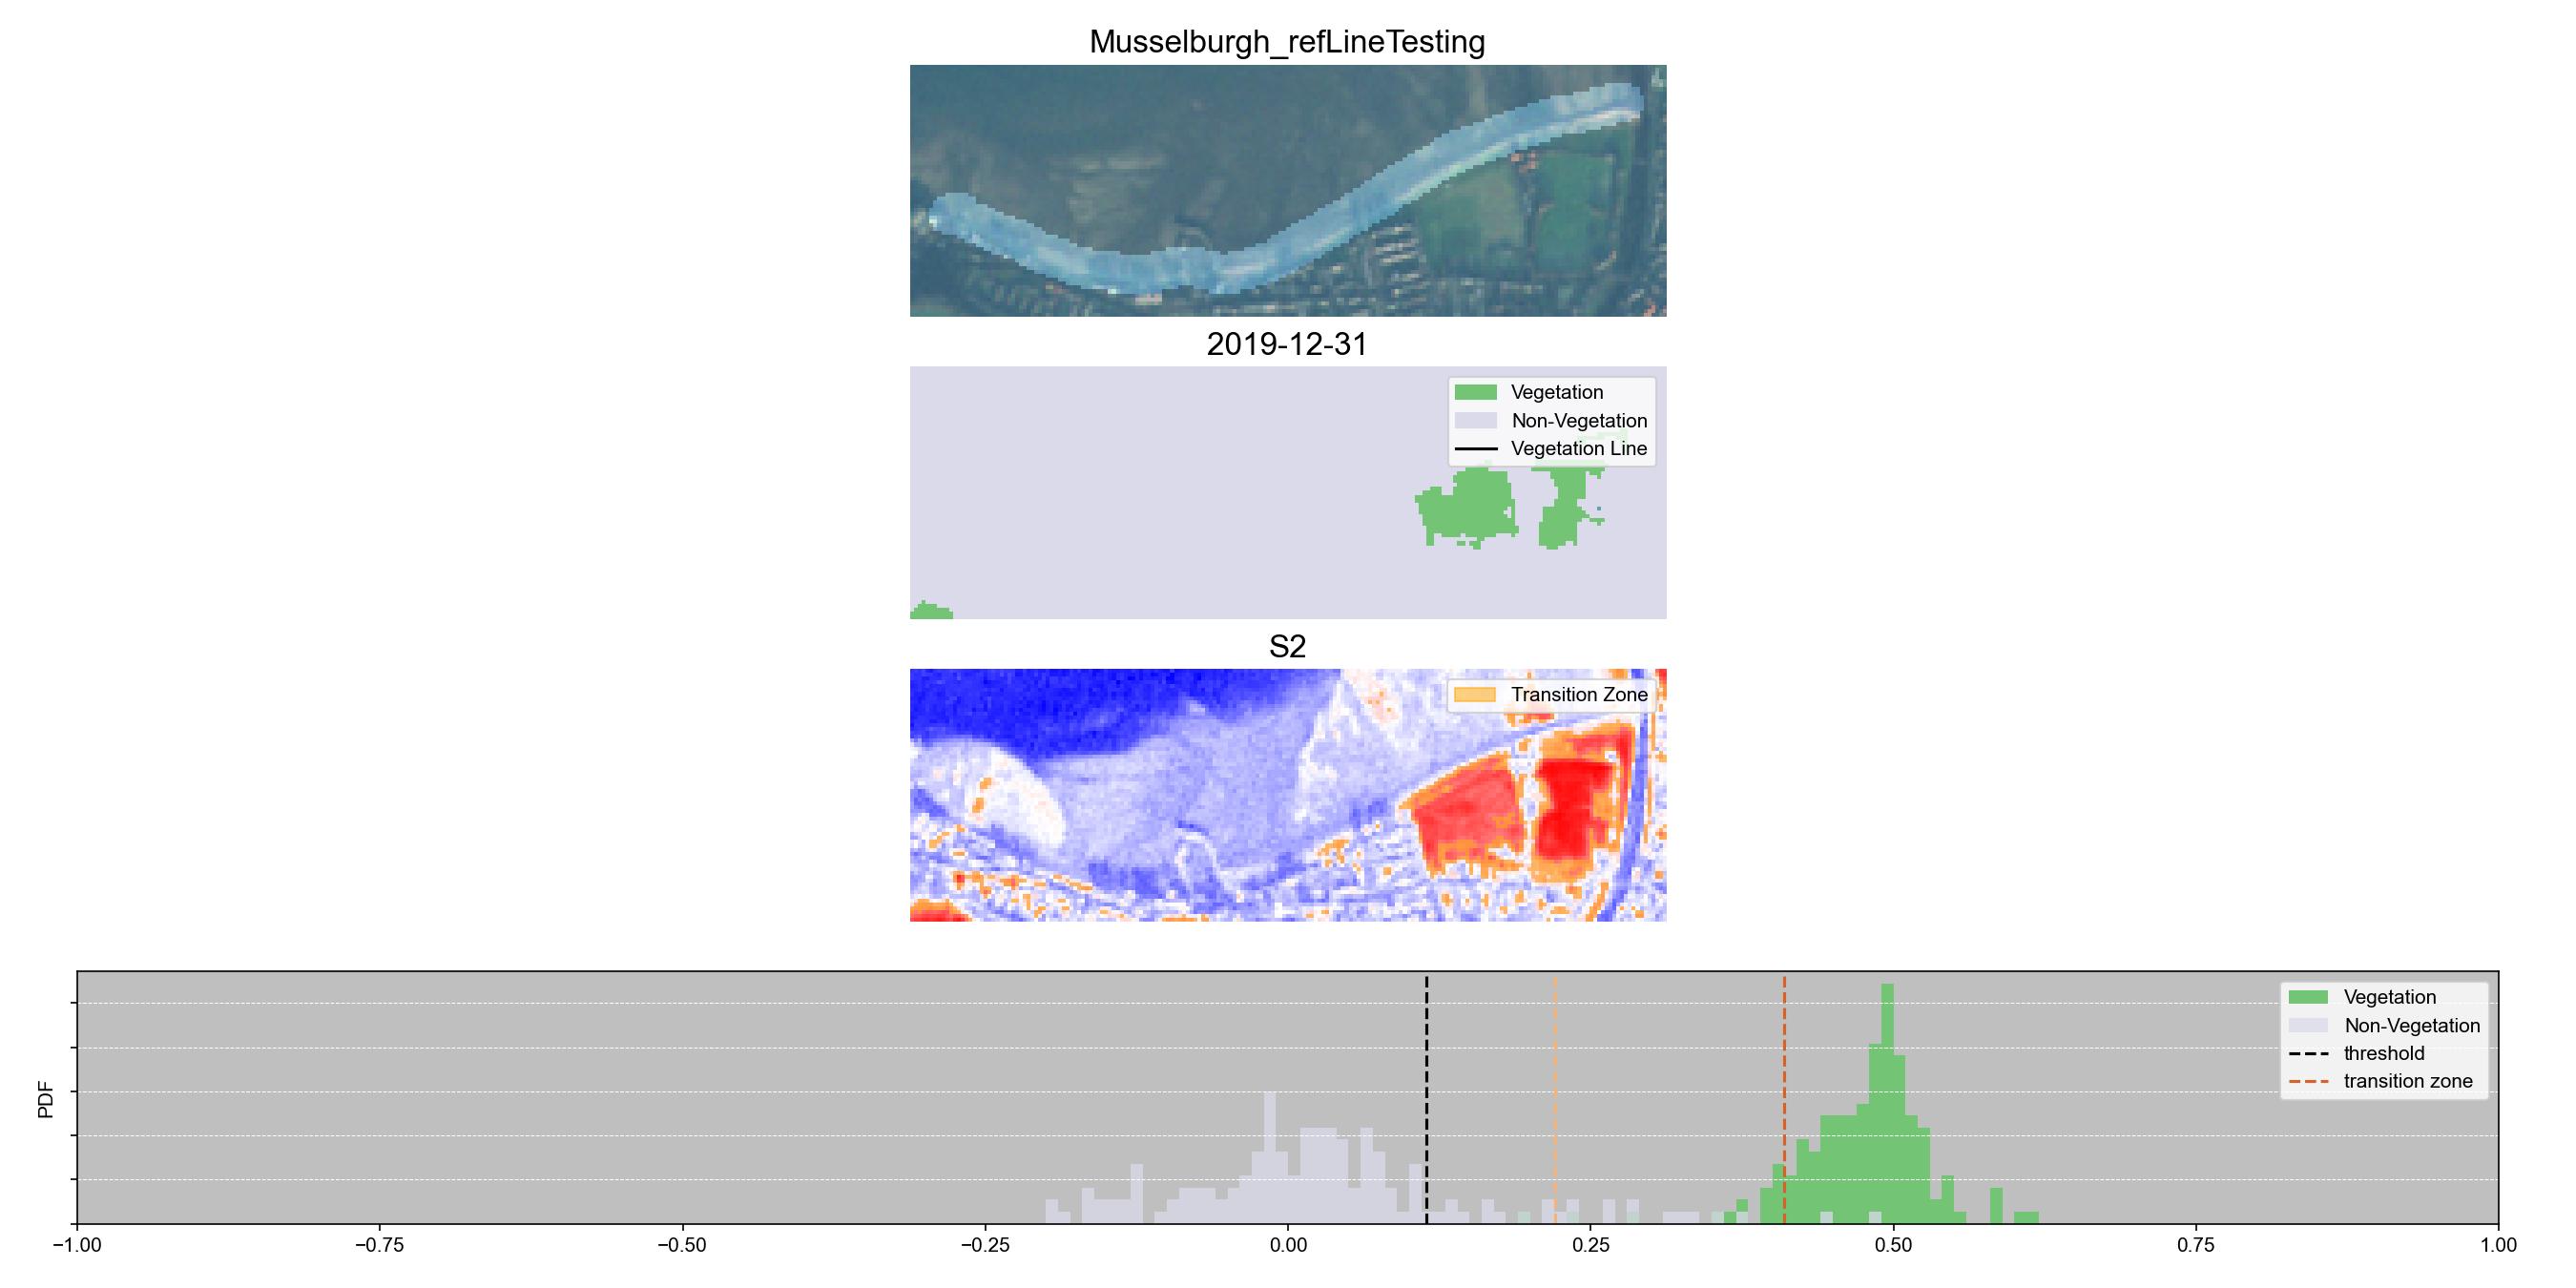 Musselburgh_refLineTesting
2019-12-31
Vegetation
Non-Vegetation
Vegetation Line
S2
Transition Zone
PDF
Vegetation
Non-Vegetation
threshold
transition zone
−1.00 −0.75 −0.50 −0.25 0.00 0.25 0.50 0.75 1.00